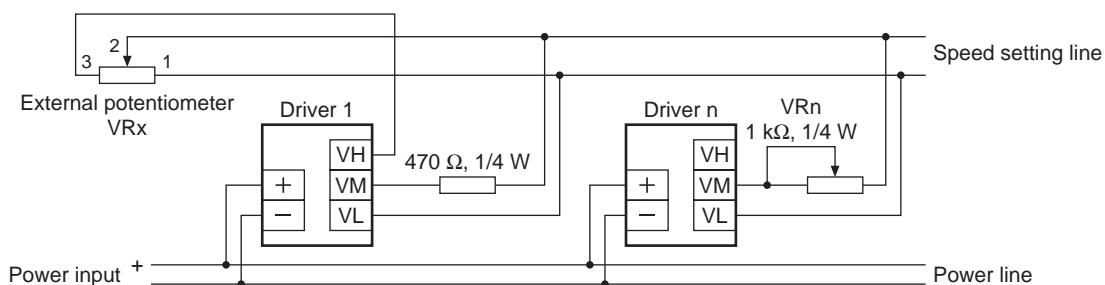 2
3
1
Speed setting line
External potentiometer
VRx
Driver 1
Driver n
VRn
1 kΩ, 1/4 W
VH
470 Ω, 1/4 W
VH
+
VM
+
VM
−
VL
−
VL
Power input
+
Power line